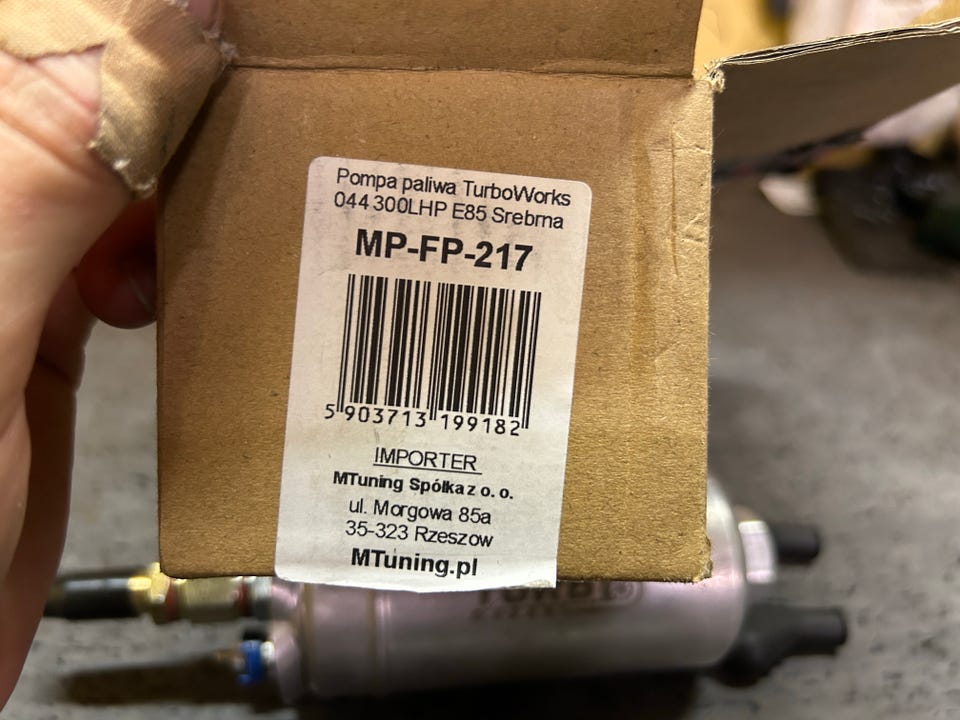 Pompa paliwa TurboWorks
044 300LHP E85 Srebrna
MP-FP-217
5 903713 199182
IMPORTER
MTuning Spółka z o. o.
ul. Morgowa 85a
35-323 Rzeszow
MTuning.pl
TURBO